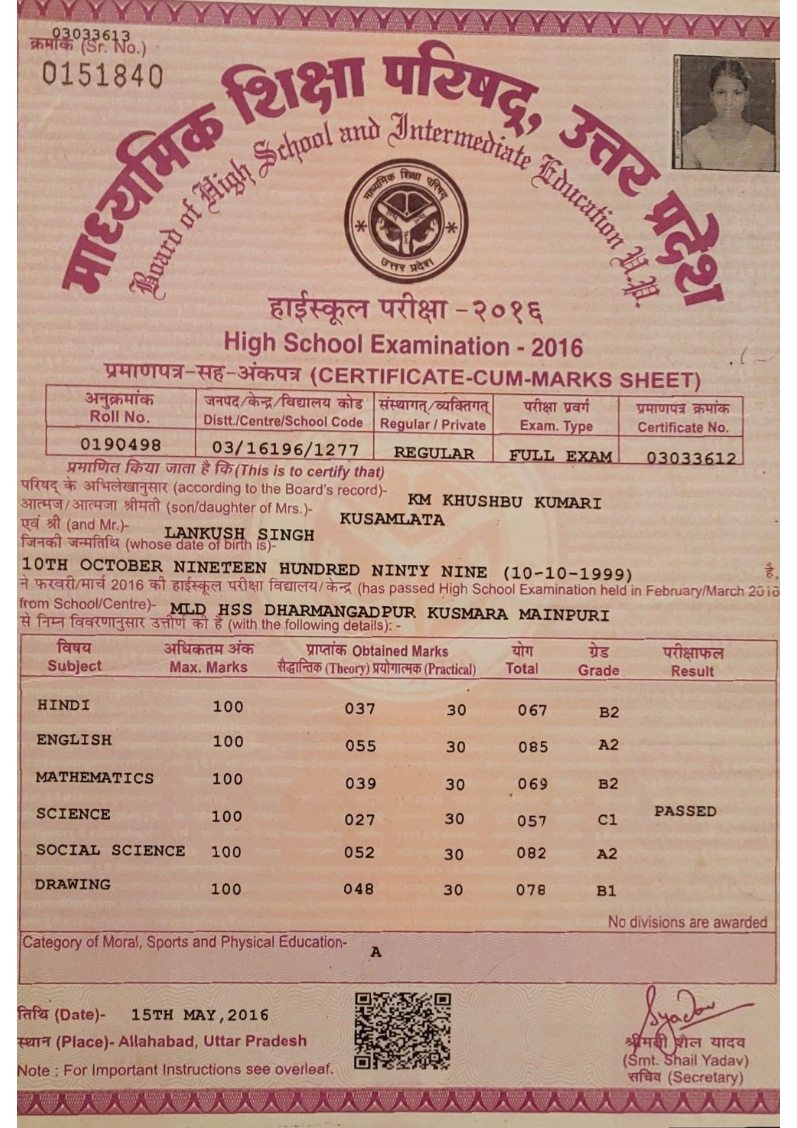 03033613
क्रमांक (Sr. No.)
0151840
माध्यमिक शिक्षा परिषद्, उत्तर प्रदेश
Board of High School and Intermediate Education U.P.
माध्यमिक शिक्षा परिषद
उत्तर प्रदेश
हाईस्कूल परीक्षा -२०१६
High School Examination - 2016
प्रमाणपत्र-सह-अंकपत्र (CERTIFICATE-CUM-MARKS SHEET)
अनुक्रमांक जनपद/केन्द्र/विद्यालय कोड संस्थागत/व्यक्तिगत् परीक्षा प्रवर्ग प्रमाणपत्र क्रमांक
Roll No. Distt./Centre/School Code Regular / Private Exam. Type Certificate No.
0190498 03/16196/1277 REGULAR FULL EXAM 03033612
प्रमाणित किया जाता है कि(This is to certify that)
परिषद् के अभिलेखानुसार (according to the Board's record)- KM KHUSHBU KUMARI
आत्मज/आत्मजा श्रीमती (son/daughter of Mrs.)- KUSAMLATA
एवं श्री (and Mr.)- LANKUSH SINGH
जिनकी जन्मतिथि (whose date of birth is)-
10TH OCTOBER NINETEEN HUNDRED NINTY NINE (10-10-1999) है,
ने फरवरी/मार्च 2016 की हाईस्कूल परीक्षा विद्यालय/केन्द्र (has passed High School Examination held in February/March 2016
from School/Centre)- MLD HSS DHARMANGADPUR KUSMARA MAINPURI
से निम्न विवरणानुसार उत्तीर्ण की है (with the following details): -
विषय अधिकतम अंक प्राप्तांक Obtained Marks योग ग्रेड परीक्षाफल
Subject Max. Marks सैद्धान्तिक (Theory) प्रयोगात्मक (Practical) Total Grade Result
HINDI 100 037 30 067 B2
ENGLISH 100 055 30 085 A2
MATHEMATICS 100 039 30 069 B2
SCIENCE 100 027 30 057 C1 PASSED
SOCIAL SCIENCE 100 052 30 082 A2
DRAWING 100 048 30 078 B1
No divisions are awarded
Category of Moral, Sports and Physical Education- A
तिथि (Date)- 15TH MAY,2016
स्थान (Place)- Allahabad, Uttar Pradesh
Note ; For Important Instructions see overleaf.
SYadav
श्रीमती शैल यादव
(Smt. Shail Yadav)
सचिव (Secretary)